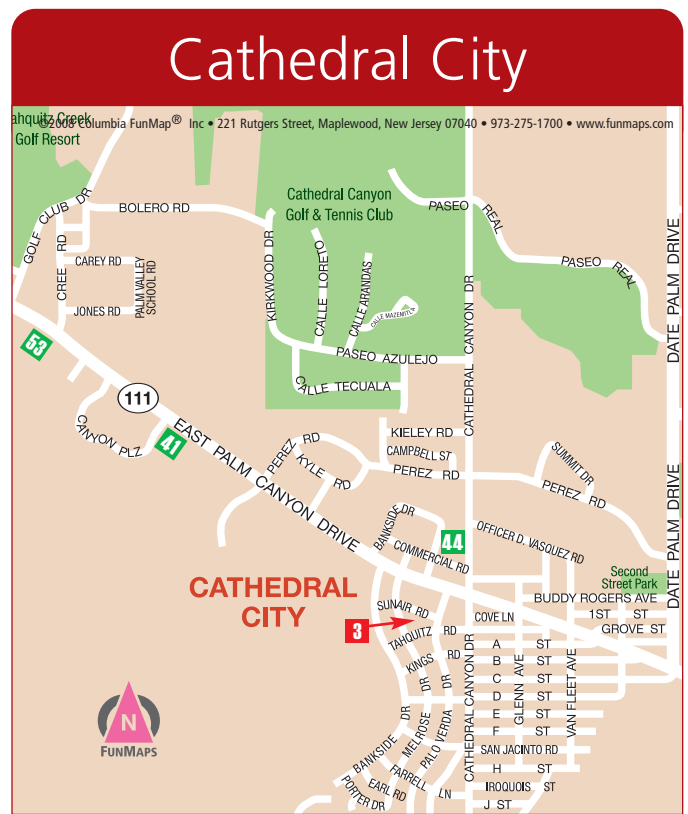 Cathedral City
ahquitz Creek
Golf Resort
©2008 Columbia FunMap® Inc • 221 Rutgers Street, Maplewood, New Jersey 07040 • 973-275-1700 • www.funmaps.com
GOLF CLUB DR
BOLERO RD
Cathedral Canyon
Golf & Tennis Club
PASEO REAL
PASEO REAL
DATE PALM DRIVE
CREE RD
CAREY RD
PALM VALLEY
SCHOOL RD
JONES RD
KIRKWOOD DR
CALLE LORETO
CALLE ARANDAS
CALLE MAZENITLA
CATHEDRAL CANYON DR
PASEO AZULEJO
CALLE TECUALA
53
111
41
CANYON PLZ
EAST PALM CANYON DRIVE
PEREZ RD
KYLE RD
KIELEY RD
CAMPBELL ST
PEREZ RD
SUMMIT DR
PEREZ RD
DATE PALM DRIVE
BANKSIDE DR
44
COMMERCIAL RD
OFFICER D. VASQUEZ RD
Second
Street Park
CATHEDRAL
CITY
3
SUNAIR RD
TAHQUITZ RD
KINGS RD
COVE LN
BUDDY ROGERS AVE
1ST ST
GROVE ST
A ST
B ST
C ST
D ST
E ST
F ST
SAN JACINTO RD
H ST
IROQUOIS ST
J ST
GLENN AVE
VAN FLEET AVE
CATHEDRAL CANYON DR
BANKSIDE DR
MELROSE DR
PALO VERDA DR
FARRELL LN
EARL RD
PORTER DR
N
FUNMAPS